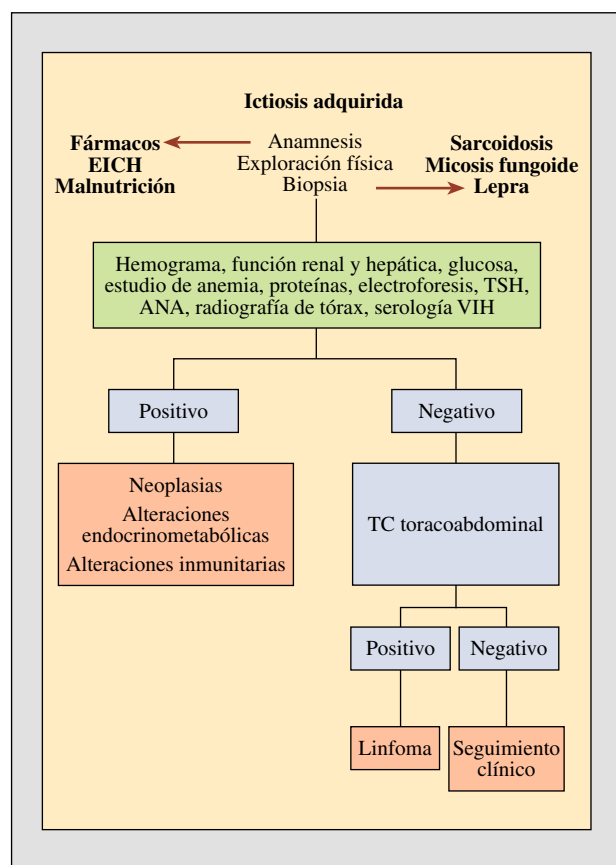 Ictiosis adquirida
Fármacos
EICH
Malnutrición
Anamnesis
Exploración física
Biopsia
Sarcoidosis
Micosis fungoide
Lepra
Hemograma, función renal y hepática, glucosa,
estudio de anemia, proteínas, electroforesis, TSH,
ANA, radiografía de tórax, serología VIH
Positivo
Negativo
Neoplasias
Alteraciones
endocrinometabólicas
Alteraciones inmunitarias
TC toracoabdominal
Positivo
Negativo
Linfoma
Seguimiento
clínico